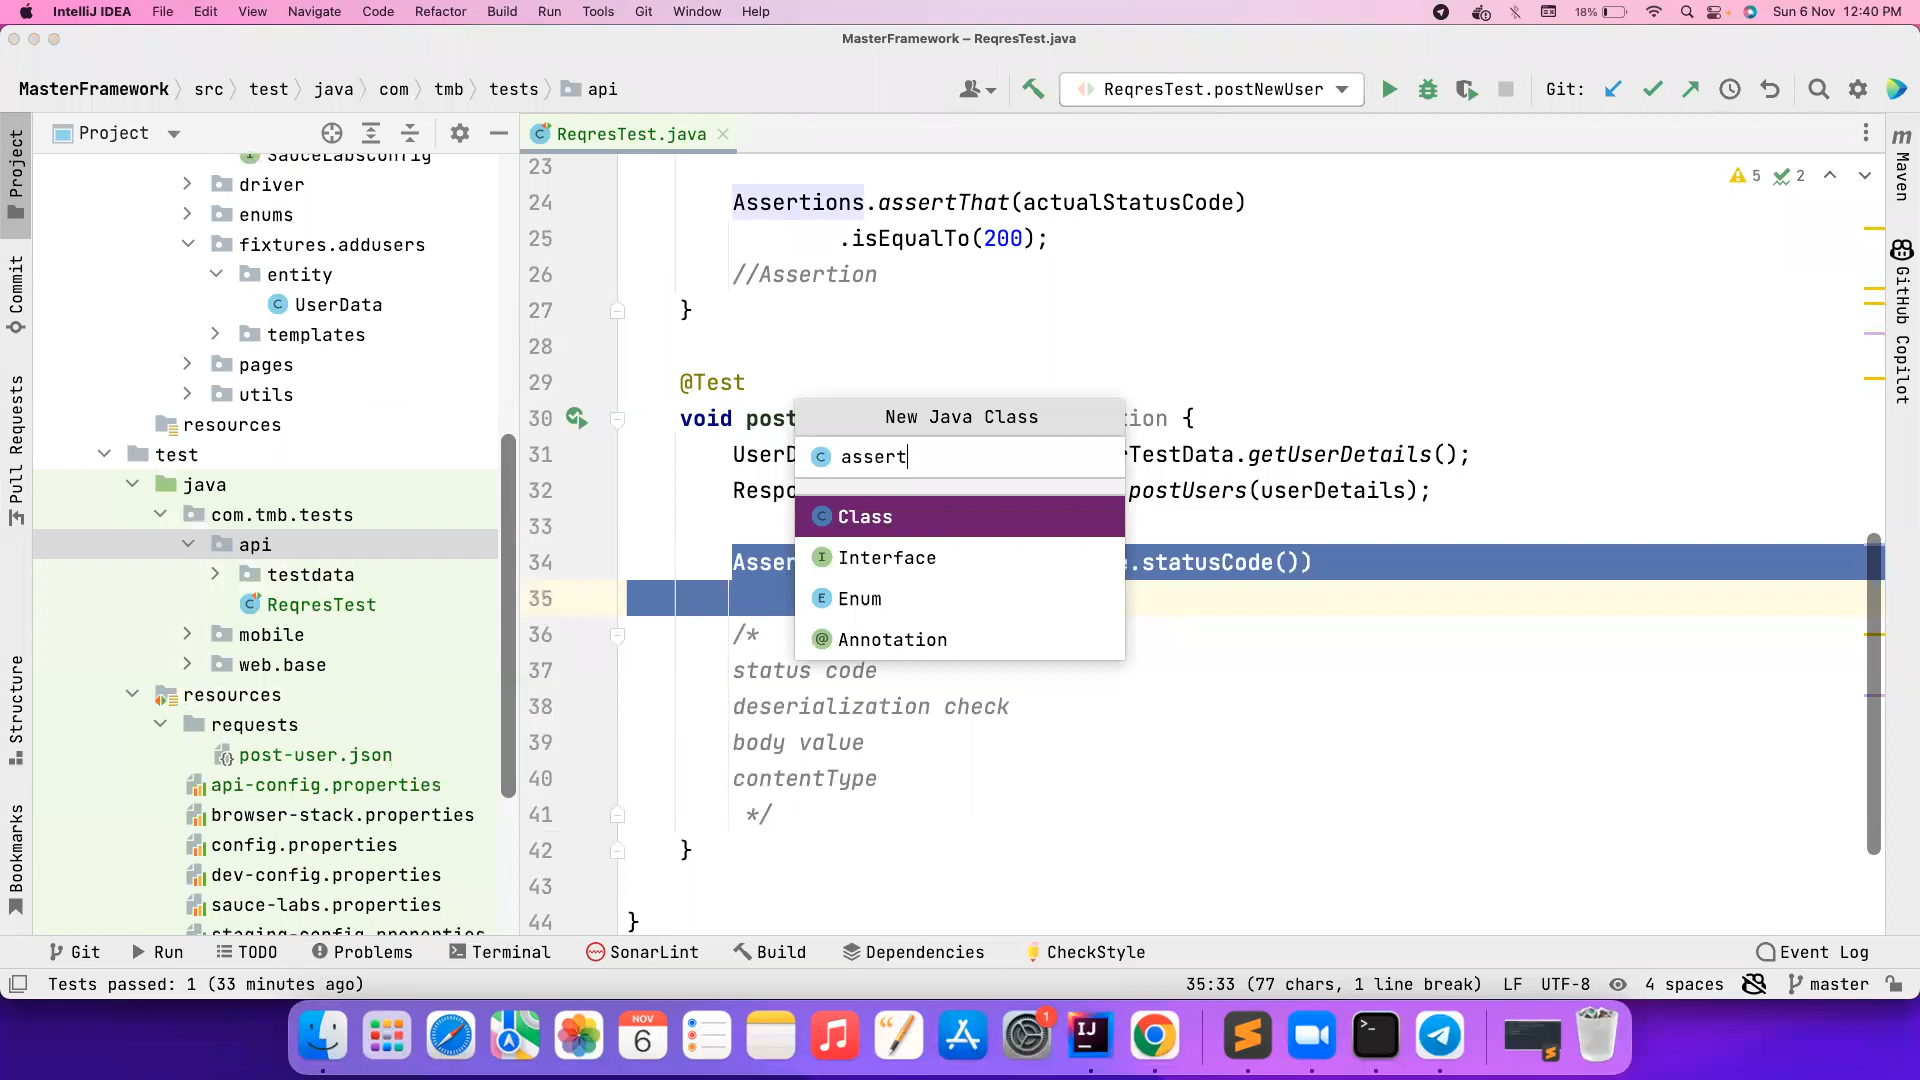 IntelliJ IDEA File Edit View Navigate Code Refactor Build Run Tools Git Window Help 18% Sun 6 Nov 12:40 PM
MasterFramework – ReqresTest.java
MasterFramework src test java com tmb tests api ReqresTest.postNewUser Git:
Project ReqresTest.java
SauceLabsConfig
driver
enums
fixtures.addusers
entity
UserData
templates
pages
utils
resources
test
java
com.tmb.tests
api
testdata
ReqresTest
mobile
web.base
resources
requests
post-user.json
api-config.properties
browser-stack.properties
config.properties
dev-config.properties
sauce-labs.properties
staging-config.properties
5 2
23
24 Assertions.assertThat(actualStatusCode)
25 .isEqualTo(200);
26 //Assertion
27 }
28
29 @Test
30 void post tion {
31 UserD rTestData.getUserDetails();
32 Respo postUsers(userDetails);
33
34 Asser e.statusCode())
35
36 /*
37 status code
38 deserialization check
39 body value
40 contentType
41 */
42 }
43
44 }
New Java Class
C assert
C Class
I Interface
E Enum
@ Annotation
Project
Commit
Pull Requests
Structure
Bookmarks
m
Maven
GitHub Copilot
Git Run TODO Problems Terminal SonarLint Build Dependencies CheckStyle Event Log
Tests passed: 1 (33 minutes ago) 35:33 (77 chars, 1 line break) LF UTF-8 4 spaces master
NOV
6
1
IJ